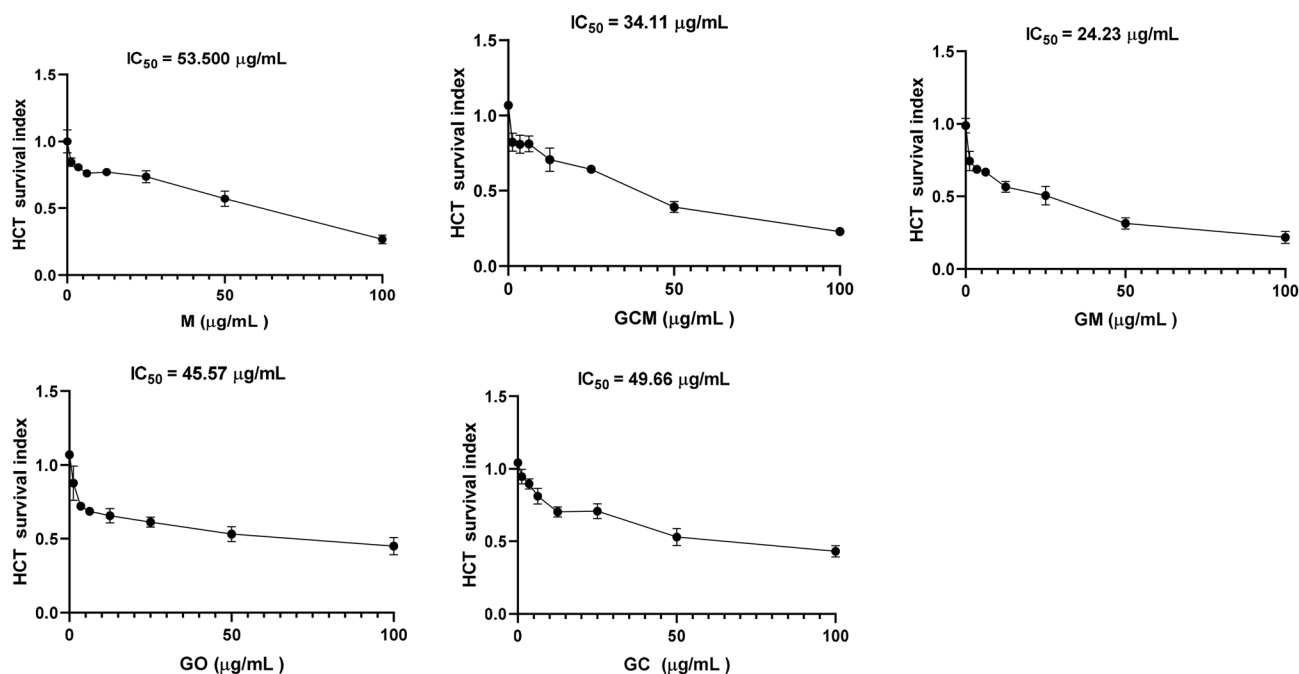 IC50 = 53.500 μg/mL
HCT survival index
1.5
1.0
0.5
0.0
0
50
100
M (μg/mL )
IC50 = 34.11 μg/mL
HCT survival index
1.5
1.0
0.5
0.0
0
50
100
GCM (μg/mL )
IC50 = 24.23 μg/mL
HCT survival index
1.5
1.0
0.5
0.0
0
50
100
GM (μg/mL )
IC50 = 45.57 μg/mL
HCT survival index
1.5
1.0
0.5
0.0
0
50
100
GO (μg/mL )
IC50 = 49.66 μg/mL
HCT survival index
1.5
1.0
0.5
0.0
0
50
100
GC (μg/mL )